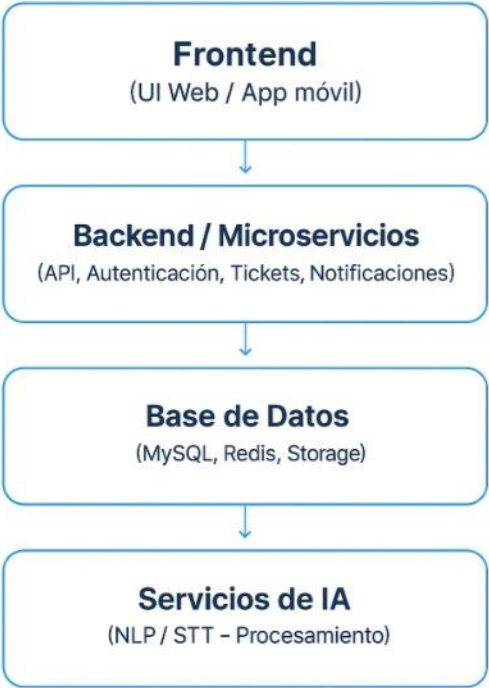 Frontend
(UI Web / App móvil)
Backend / Microservicios
(API, Autenticación, Tickets, Notificaciones)
Base de Datos
(MySQL, Redis, Storage)
Servicios de IA
(NLP / STT – Procesamiento)